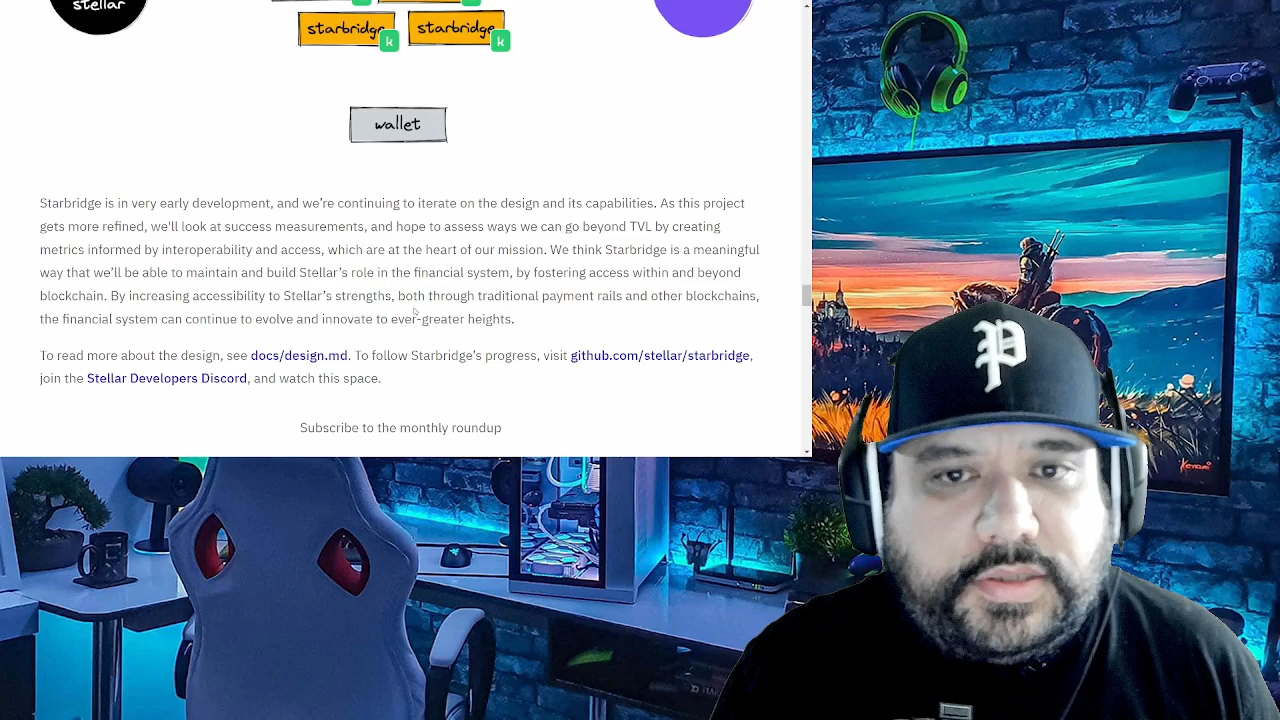 stellar
starbridge
k
starbridge
k
wallet
Starbridge is in very early development, and we're continuing to iterate on the design and its capabilities. As this project
gets more refined, we'll look at success measurements, and hope to assess ways we can go beyond TVL by creating
metrics informed by interoperability and access, which are at the heart of our mission. We think Starbridge is a meaningful
way that we'll be able to maintain and build Stellar's role in the financial system, by fostering access within and beyond
blockchain. By increasing accessibility to Stellar's strengths, both through traditional payment rails and other blockchains,
the financial system can continue to evolve and innovate to ever-greater heights.
To read more about the design, see docs/design.md. To follow Starbridge's progress, visit github.com/stellar/starbridge,
join the Stellar Developers Discord, and watch this space.
Subscribe to the monthly roundup
P